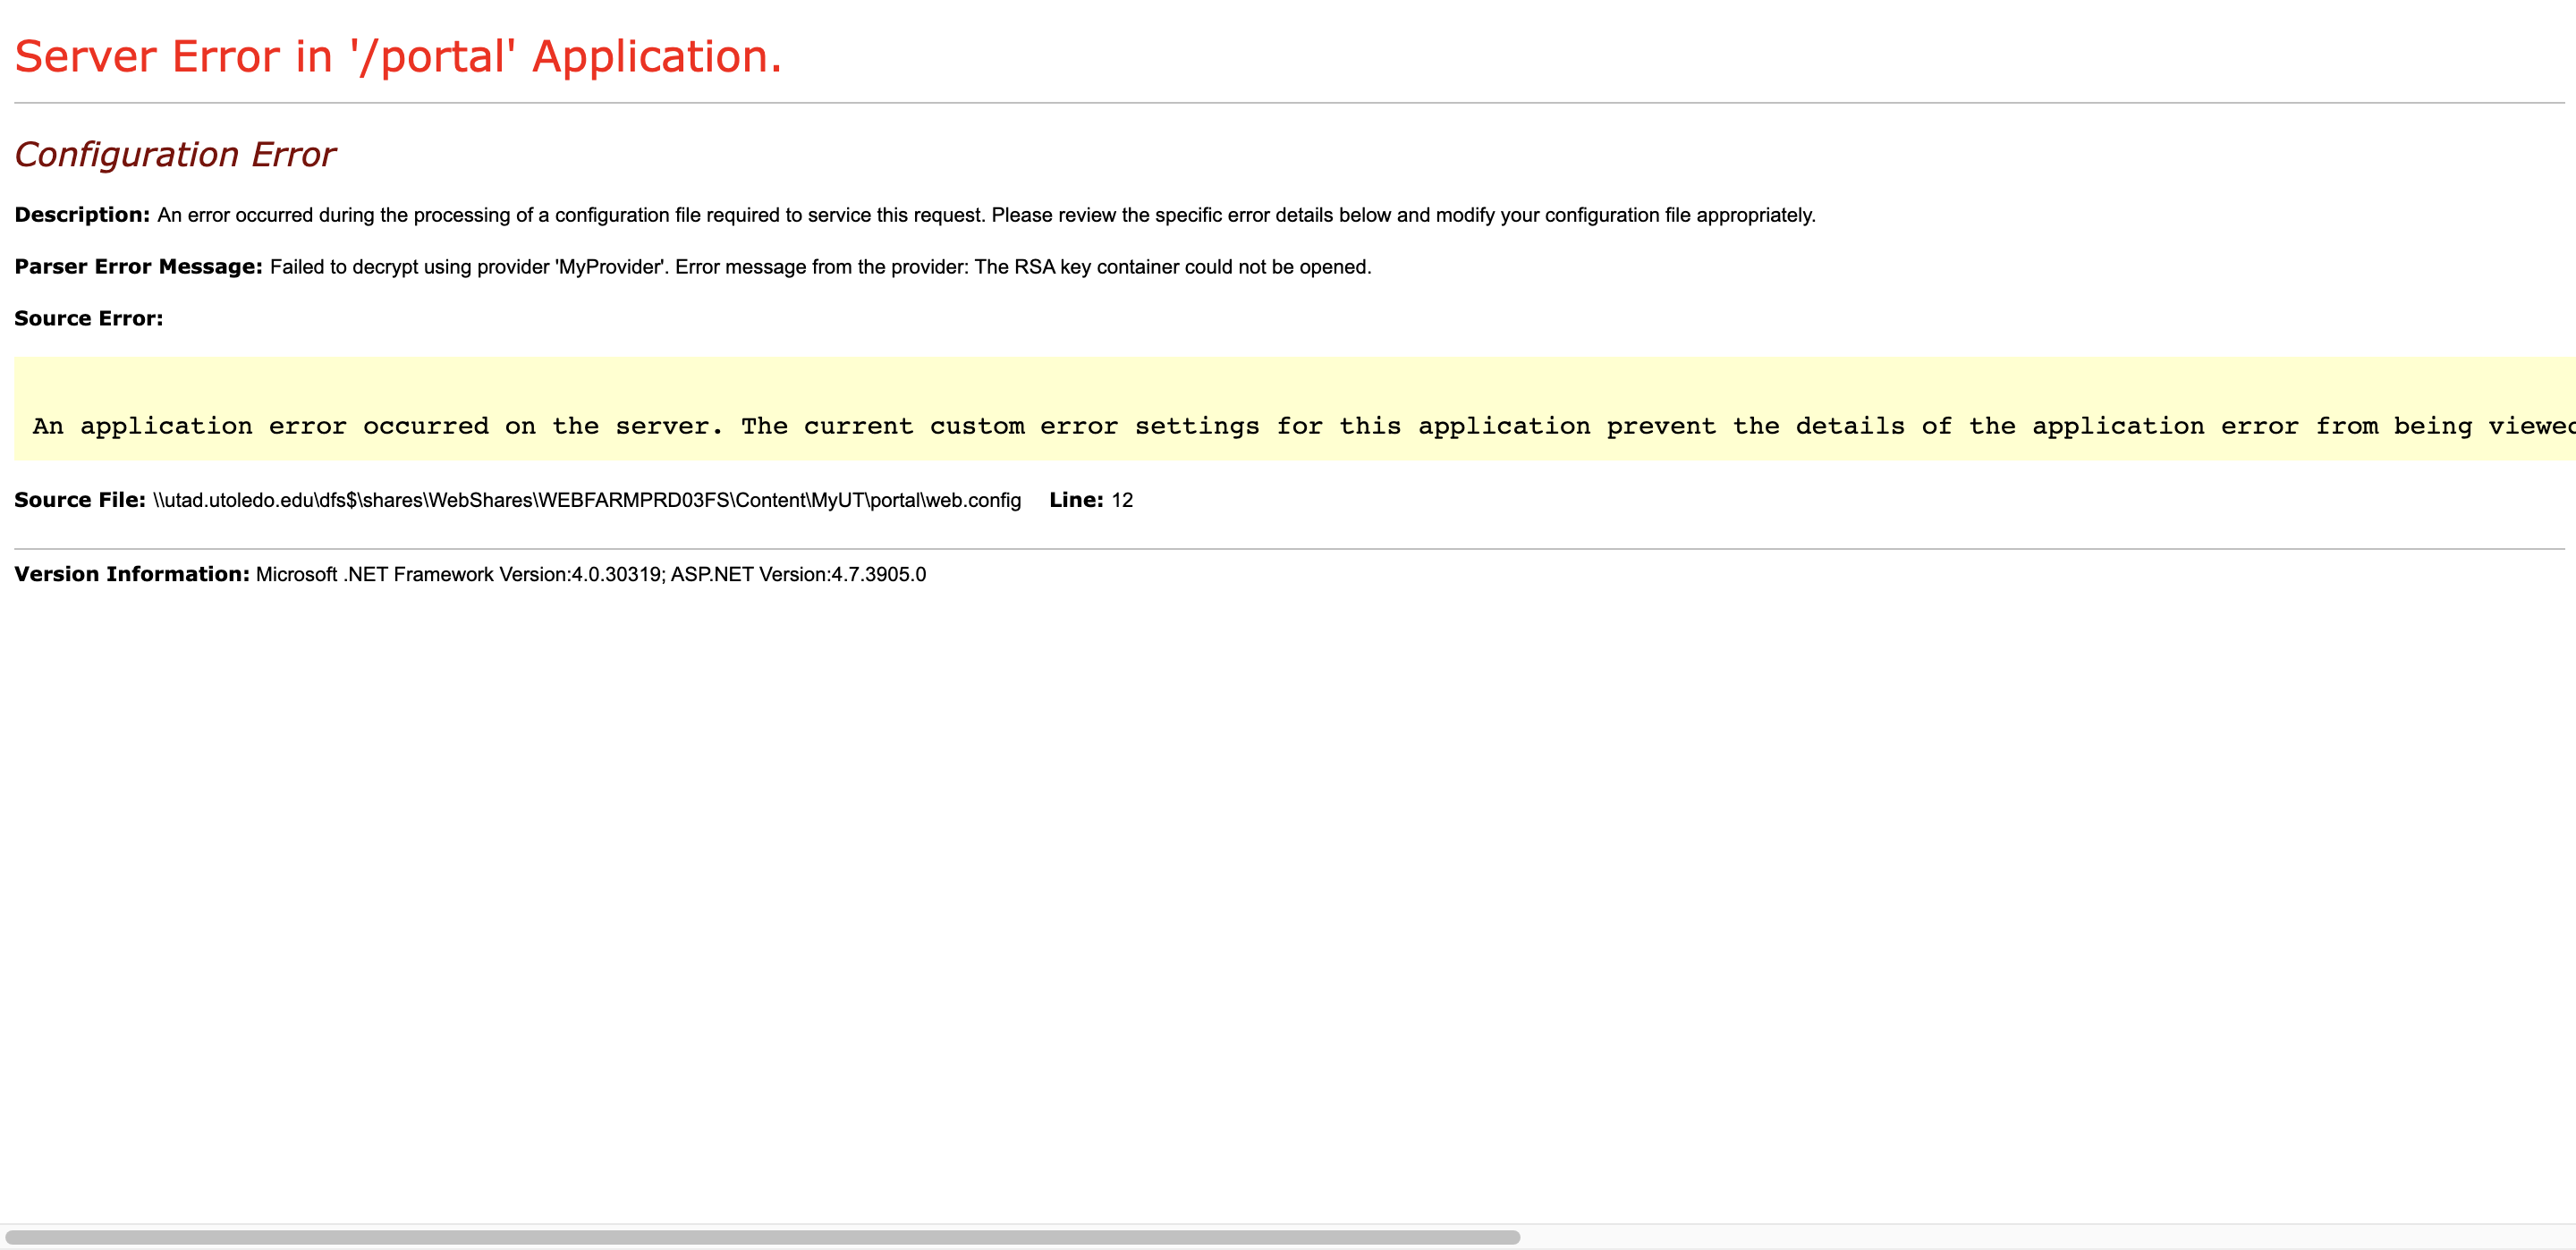 Server Error in '/portal' Application.
Configuration Error
Description: An error occurred during the processing of a configuration file required to service this request. Please review the specific error details below and modify your configuration file appropriately.
Parser Error Message: Failed to decrypt using provider 'MyProvider'. Error message from the provider: The RSA key container could not be opened.
Source Error:
An application error occurred on the server. The current custom error settings for this application prevent the details of the application error from being viewed
Source File: \\utad.utoledo.edu\dfs$\shares\WebShares\WEBFARMPRD03FS\Content\MyUT\portal\web.config    Line: 12
Version Information: Microsoft .NET Framework Version:4.0.30319; ASP.NET Version:4.7.3905.0